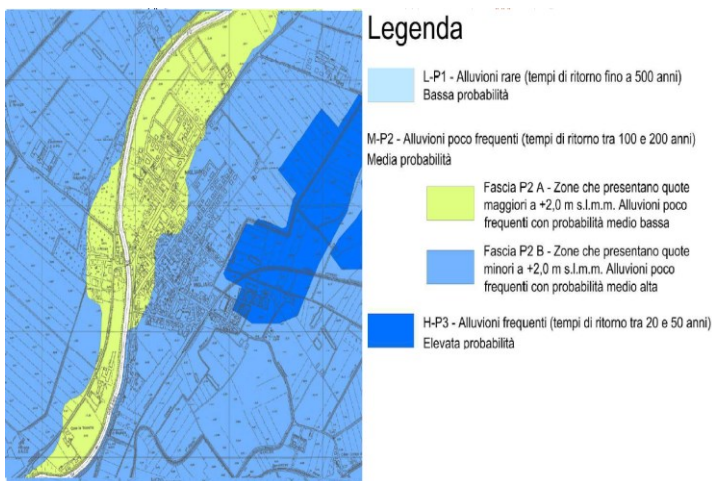 Legenda
L-P1 - Alluvioni rare (tempi di ritorno fino a 500 anni)
Bassa probabilità
M-P2 - Alluvioni poco frequenti (tempi di ritorno tra 100 e 200 anni)
Media probabilità
Fascia P2 A - Zone che presentano quote
maggiori a +2,0 m s.l.m.m. Alluvioni poco
frequenti con probabilità medio bassa
Fascia P2 B - Zone che presentano quote
minori a +2,0 m s.l.m.m. Alluvioni poco
frequenti con probabilità medio alta
H-P3 - Alluvioni frequenti (tempi di ritorno tra 20 e 50 anni)
Elevata probabilità